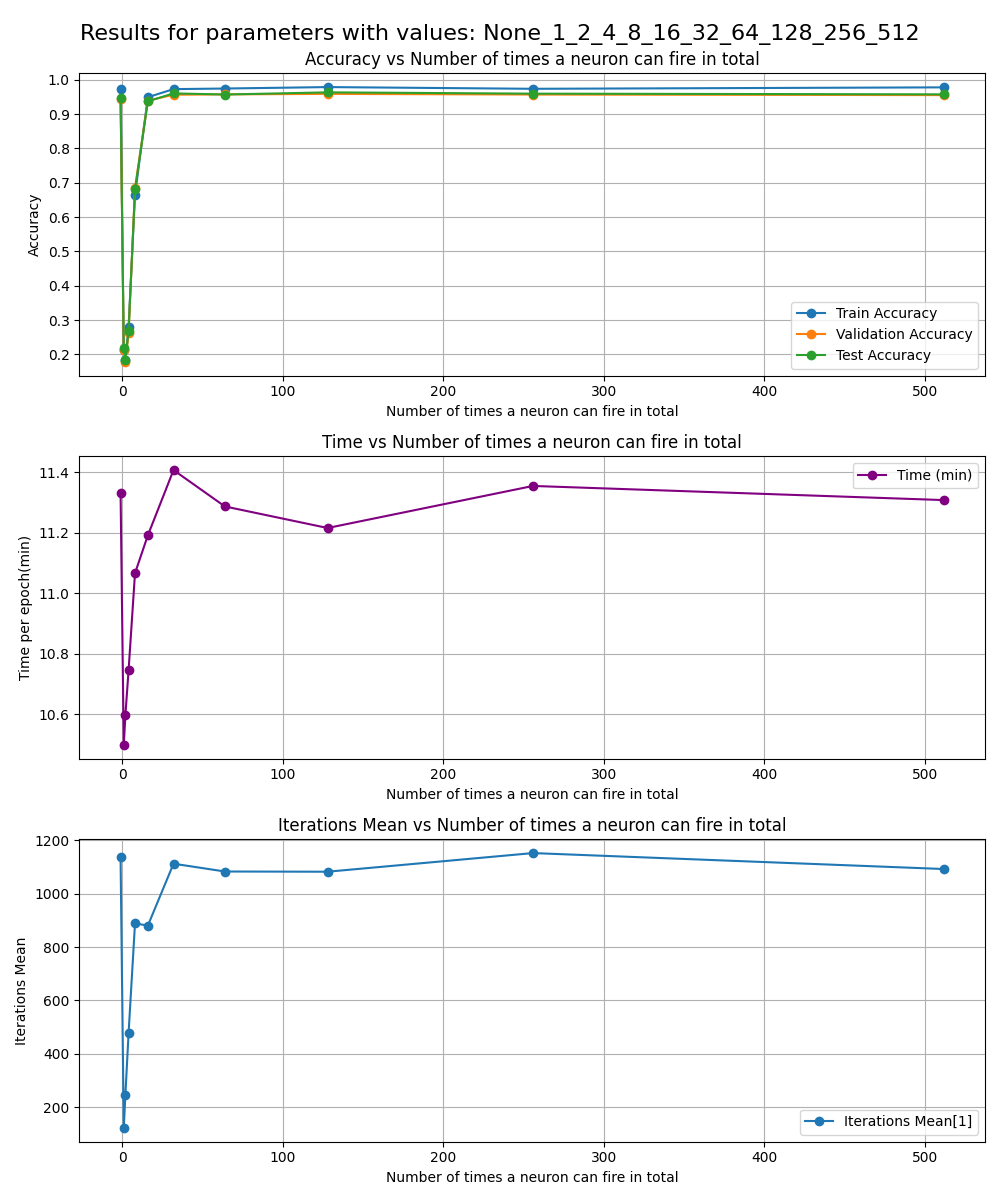 Results for parameters with values: None_1_2_4_8_16_32_64_128_256_512
Accuracy vs Number of times a neuron can fire in total
1.0
0.9
0.8
0.7
0.6
0.5
0.4
0.3
0.2
Accuracy
Train Accuracy
Validation Accuracy
Test Accuracy
0 100 200 300 400 500
Number of times a neuron can fire in total
Time vs Number of times a neuron can fire in total
11.4
11.2
11.0
10.8
10.6
Time per epoch(min)
Time (min)
0 100 200 300 400 500
Number of times a neuron can fire in total
Iterations Mean vs Number of times a neuron can fire in total
1200
1000
800
600
400
200
Iterations Mean
Iterations Mean[1]
0 100 200 300 400 500
Number of times a neuron can fire in total